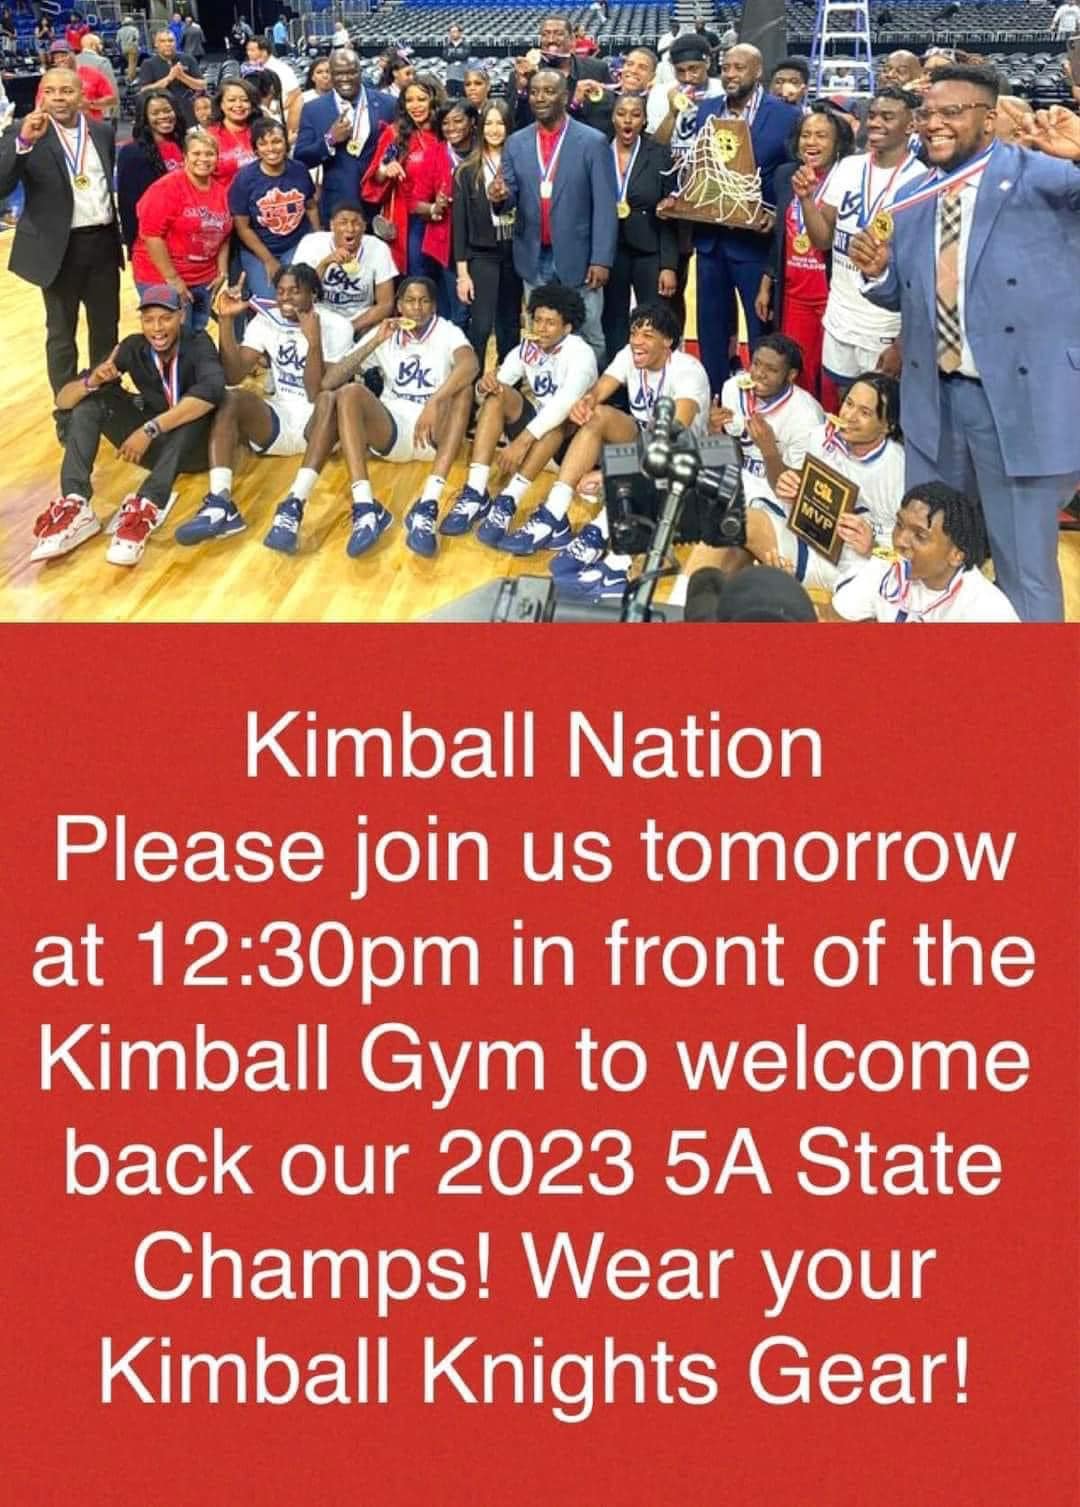 MVP
Kimball Nation
Please join us tomorrow
at 12:30pm in front of the
Kimball Gym to welcome
back our 2023 5A State
Champs! Wear your
Kimball Knights Gear!